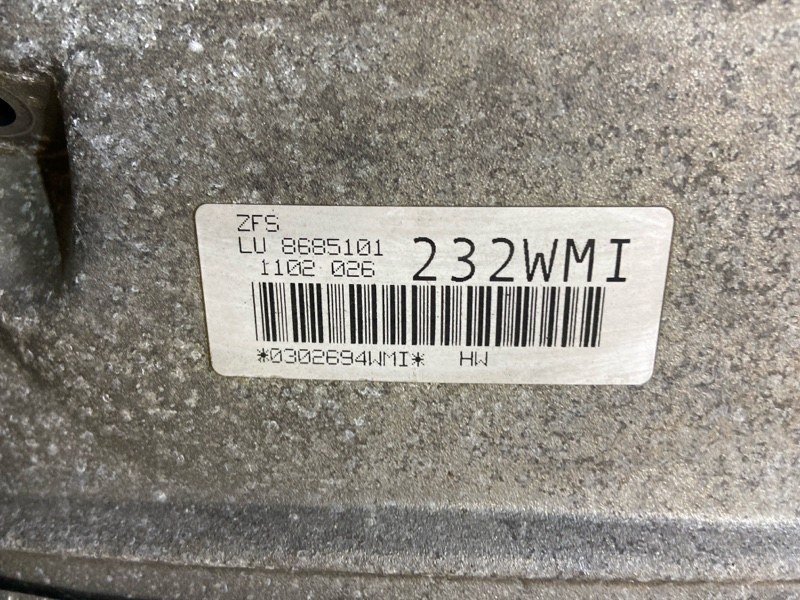 ZFS
LU 8685101
1102 026
232WMI
*0302694WMI* HW